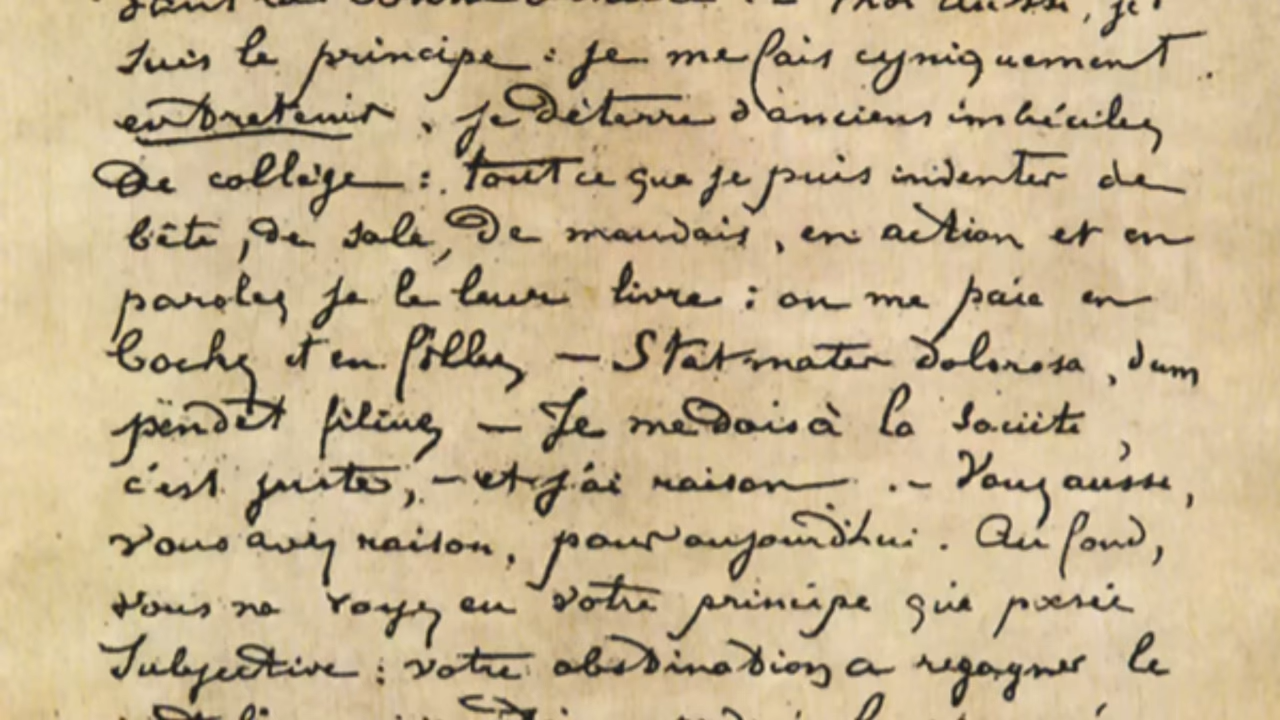 dans la bonne ornière. — Moi aussi, je
suis le principe : je me fais cyniquement
entretenir, je déterre d'anciens imbéciles
de collège : tout ce que je puis inventer de
bête, de sale, de mauvais, en action et en
paroles, je le leur livre : on me paie en
bocks et en filles — Stat mater dolorosa, dum
pendet filius, — Je me dois à la Société,
c'est juste, — et j'ai raison. — Vous aussi,
vous avez raison, pour aujourd'hui. Au fond,
vous ne voyez en votre principe que poésie
subjective : votre obstination à regagner le